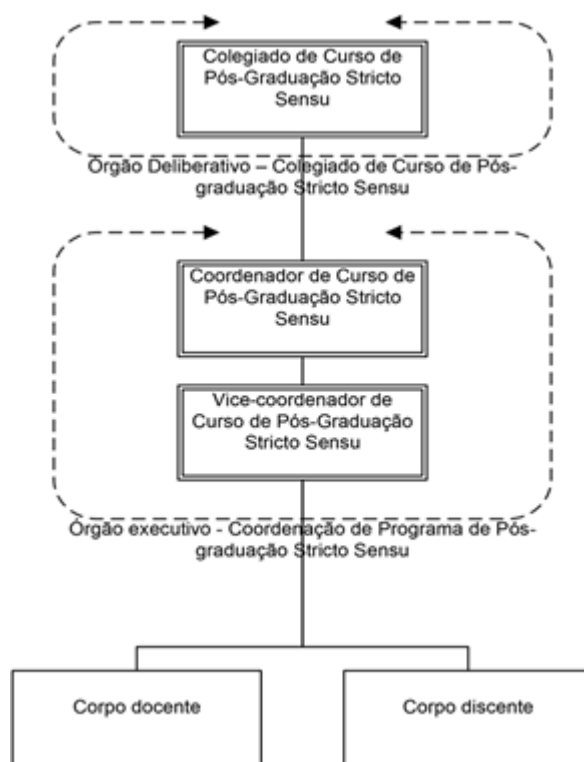 Colegiado de Curso de
Pós-Graduação Stricto
Sensu
Órgão Deliberativo – Colegiado de Curso de Pós-
graduação Stricto Sensu
Coordenador de Curso de
Pós-Graduação Stricto
Sensu
Vice-coordenador de
Curso de Pós-Graduação
Stricto Sensu
Órgão executivo - Coordenação de Programa de Pós-
graduação Stricto Sensu
Corpo docente
Corpo discente